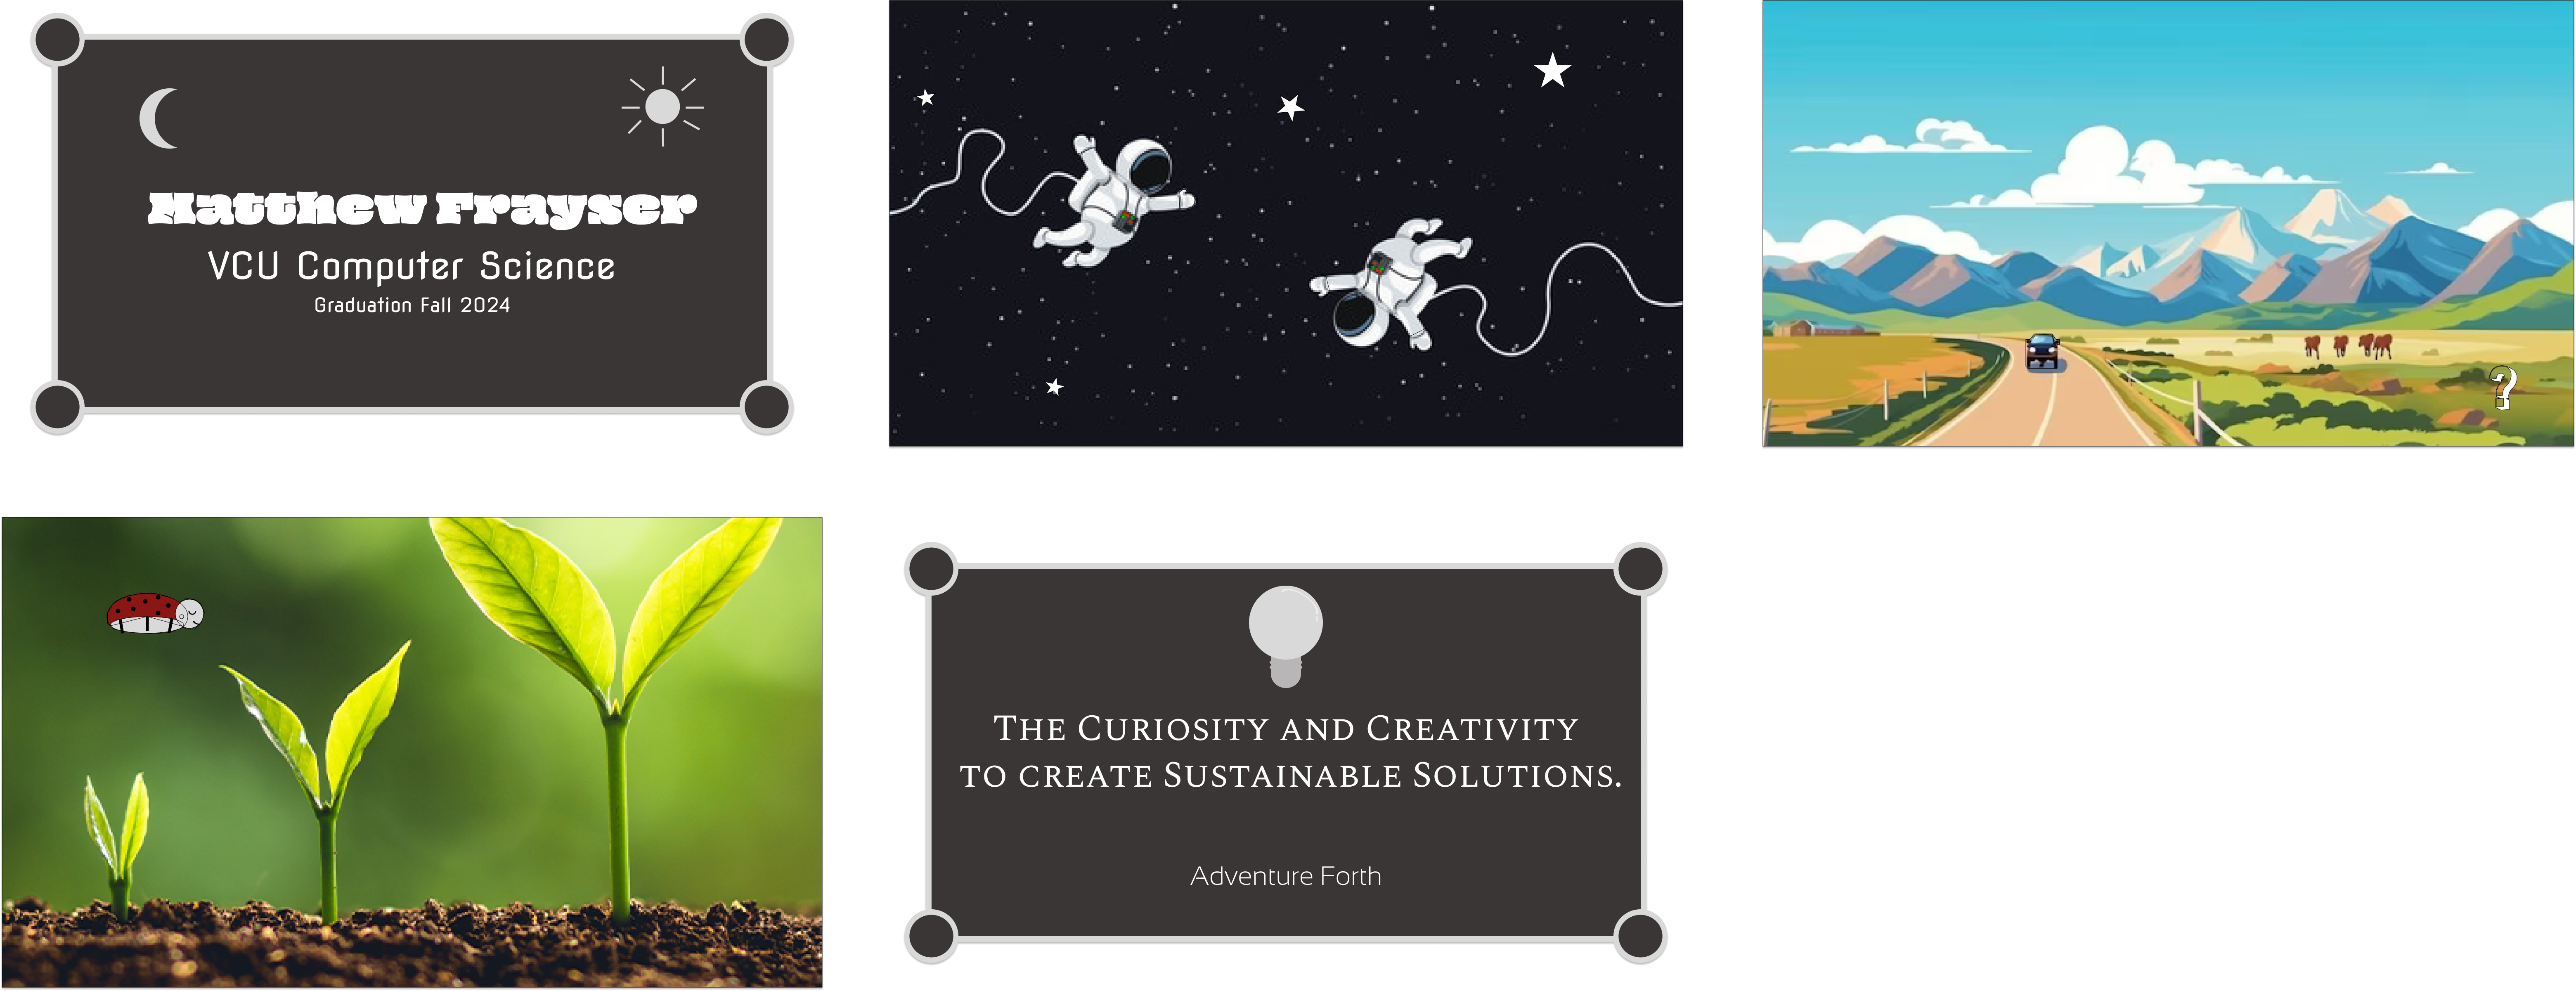 Matthew Frayser
VCU Computer Science
Graduation Fall 2024
?
The Curiosity and Creativity
to create Sustainable Solutions.
Adventure Forth